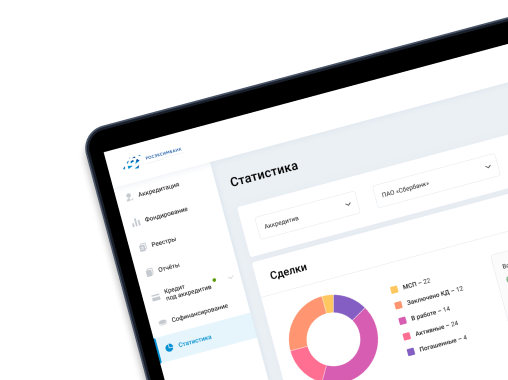 РОСЭКСИМБАНК
Аккредитация
Фондирование
Реестры
Отчёты
Кредит
под аккредитив
Софинансирование
Статистика
Статистика
Аккредитив
ПАО «Сбербанк»
Сделки
МСП – 22
Заключено КД – 12
В работе – 14
Активные – 24
Погашенные – 4